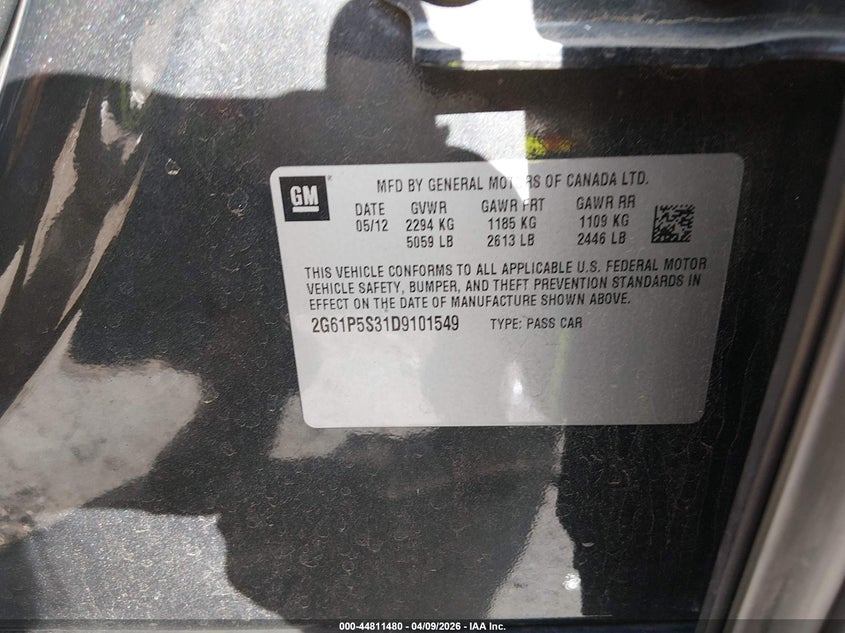 GM
MFD BY GENERAL MOTORS OF CANADA LTD.
DATE GVWR GAWR FRT GAWR RR
05/12 2294 KG 1185 KG 1109 KG
5059 LB 2613 LB 2446 LB
THIS VEHICLE CONFORMS TO ALL APPLICABLE U.S. FEDERAL MOTOR
VEHICLE SAFETY, BUMPER, AND THEFT PREVENTION STANDARDS IN
EFFECT ON THE DATE OF MANUFACTURE SHOWN ABOVE.
2G61P5S31D9101549 TYPE: PASS CAR
000-44811480 - 04/09/2026 - IAA Inc.